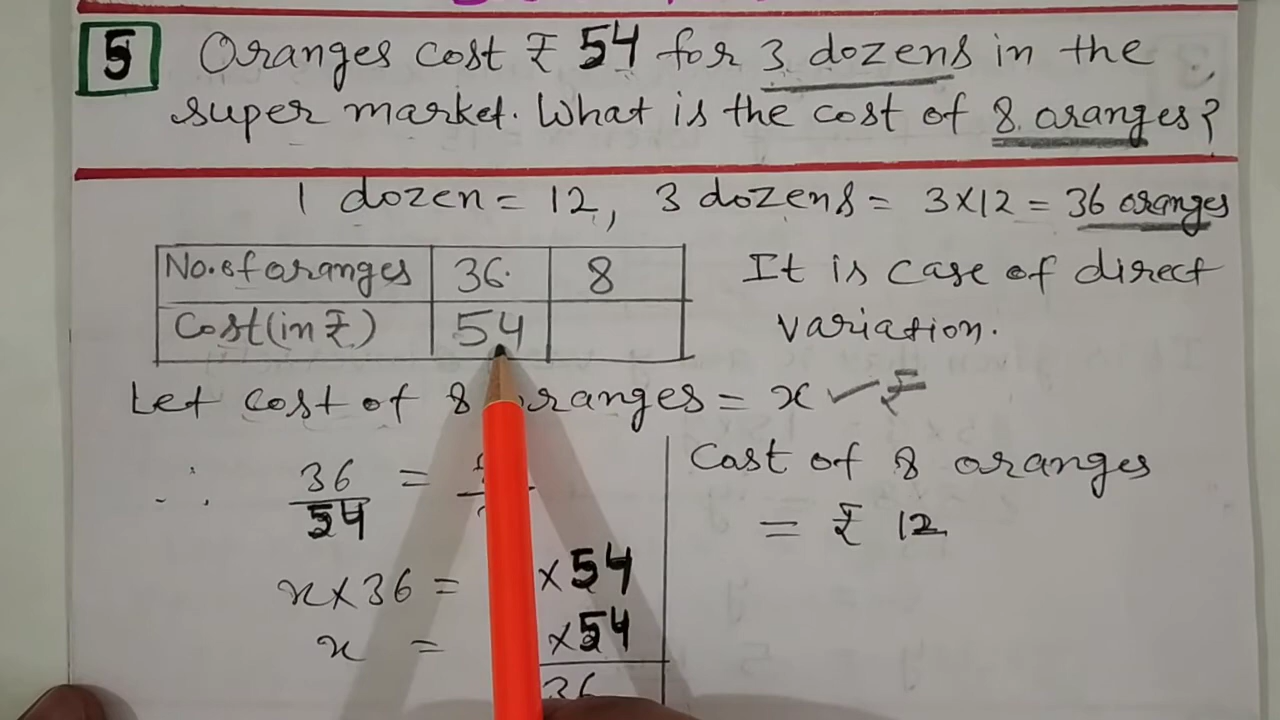 5 Oranges cost ₹ 54 for 3 dozens in the
super market. What is the cost of 8 oranges?
1 dozen = 12, 3 dozens = 3×12 = 36 oranges
No. of oranges 36 8
Cost (in ₹) 54
It is case of direct
variation.
Let cost of 8 oranges = x ✓ ₹
∴ 36/54 =
x×36 = ×54
x = ×54
36
Cost of 8 oranges
= ₹ 12